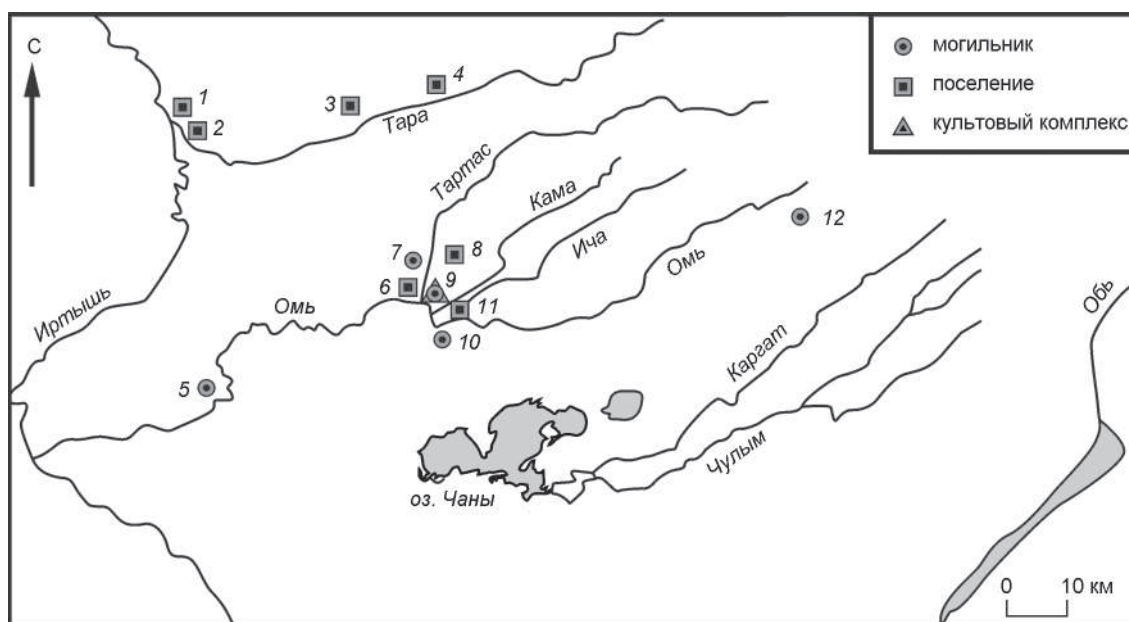 С
могильник
поселение
культовый комплекс
1
2
3
4
Тара
Тартас
Кама
Ича
Омь
12
7
8
6
9
11
10
Омь
Иртышь
5
Обь
Каргат
Чулым
оз. Чаны
0 10 км